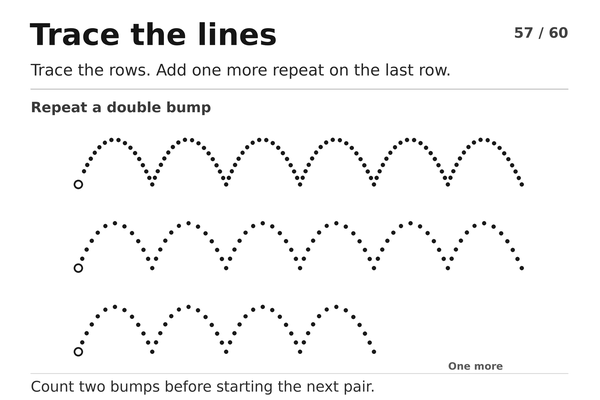 Trace the lines
57 / 60
Trace the rows. Add one more repeat on the last row.
Repeat a double bump
One more
Count two bumps before starting the next pair.